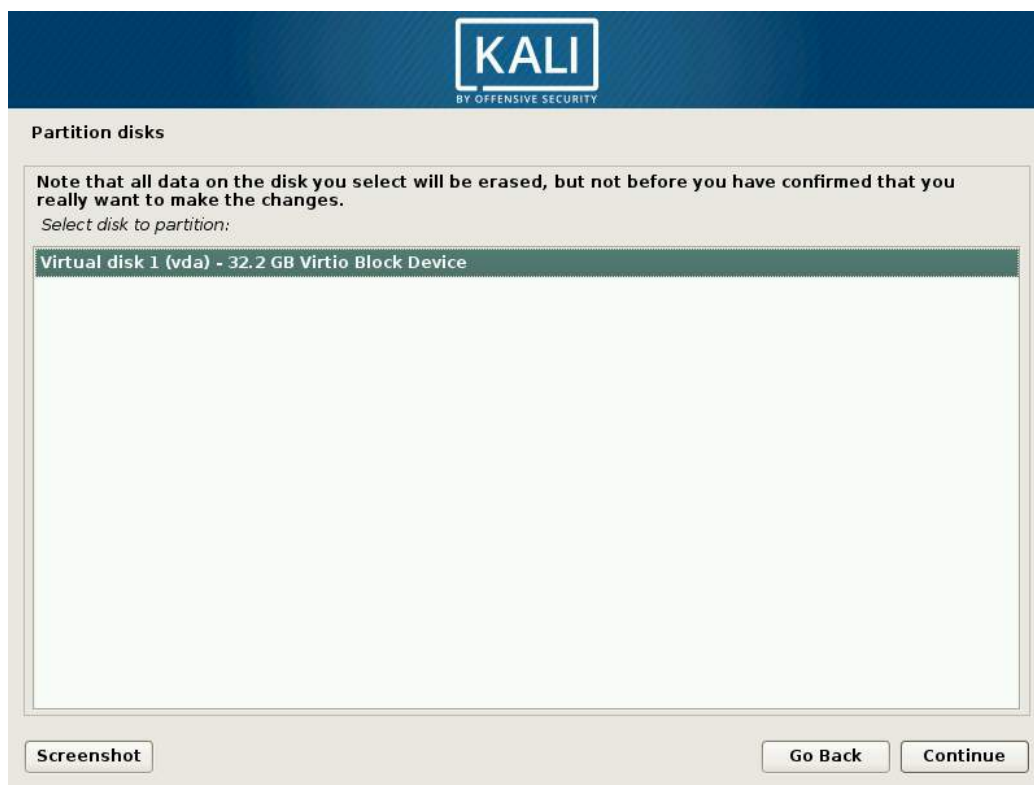 KALI
BY OFFENSIVE SECURITY
Partition disks
Note that all data on the disk you select will be erased, but not before you have confirmed that you
really want to make the changes.
Select disk to partition:
Virtual disk 1 (vda) - 32.2 GB Virtio Block Device
Screenshot
Go Back
Continue